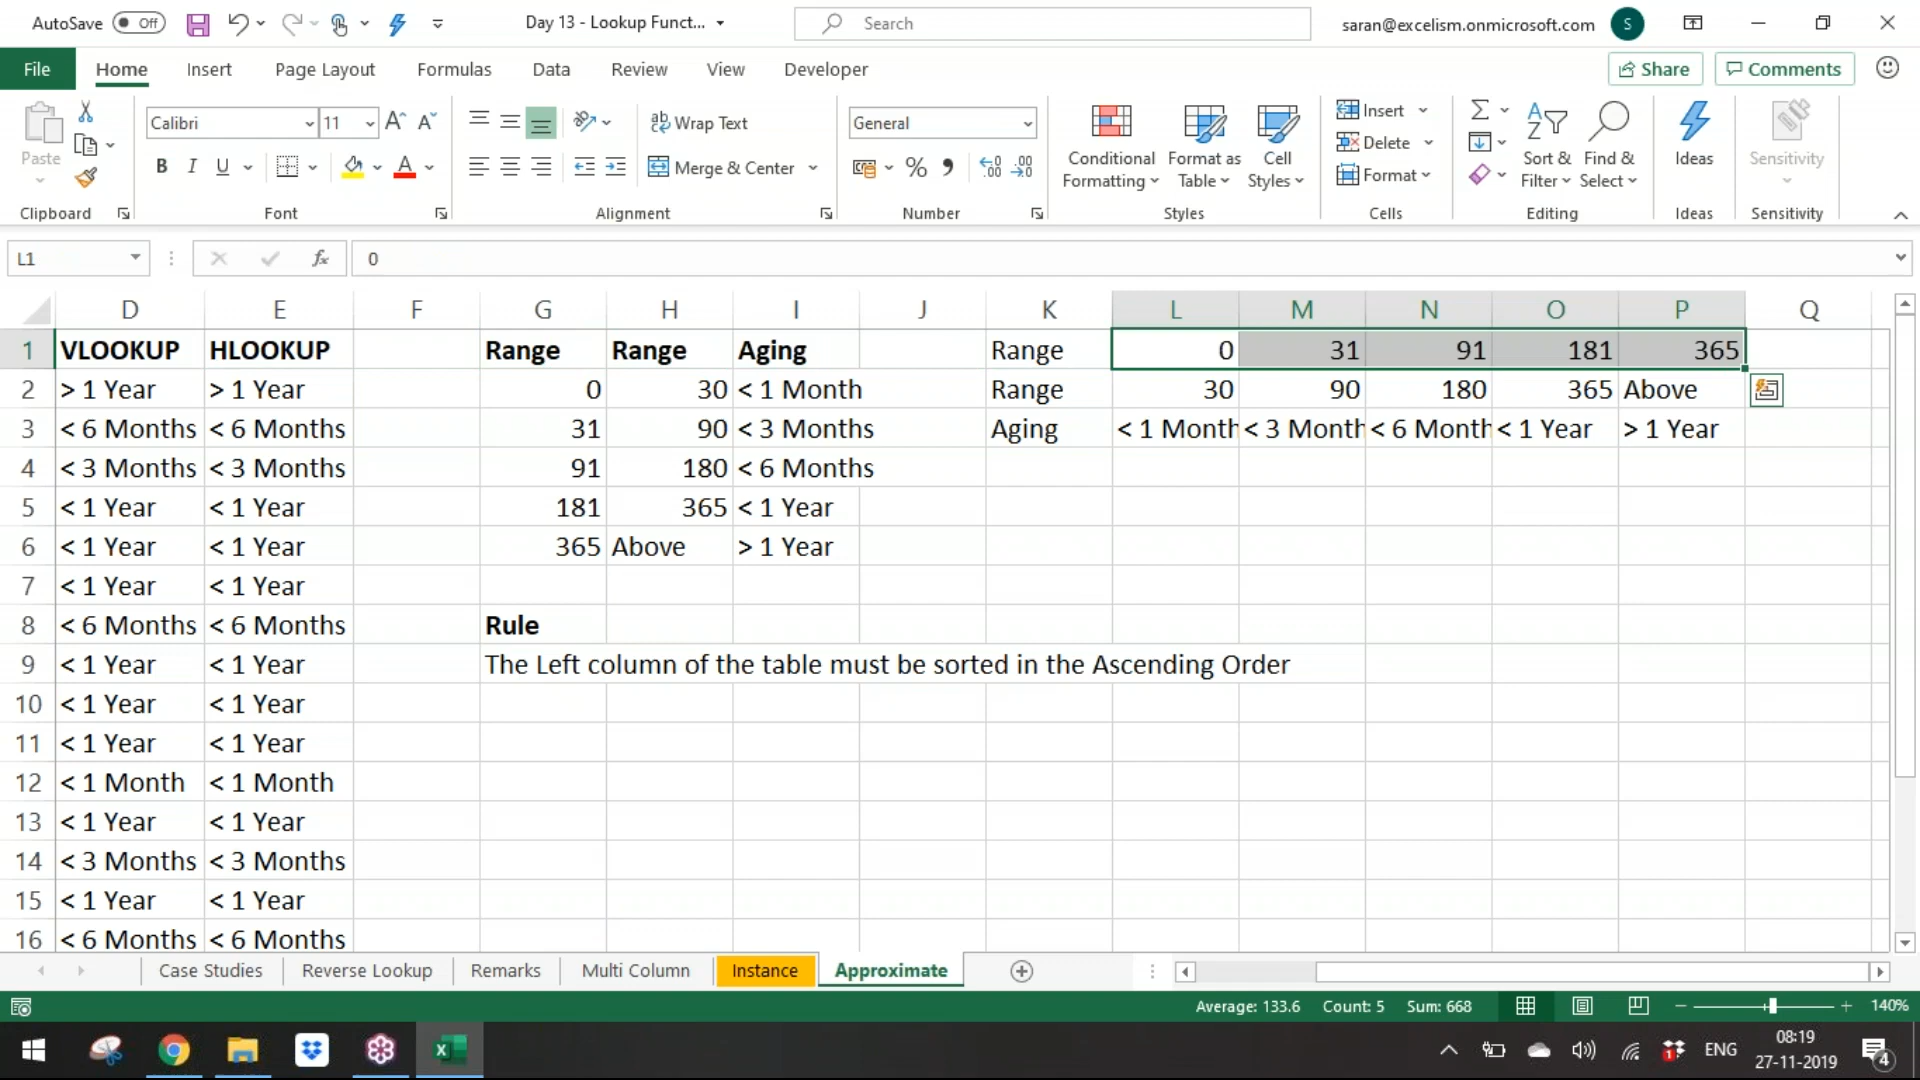 AutoSave Off Day 13 - Lookup Funct... Search saran@excelism.onmicrosoft.com S
File Home Insert Page Layout Formulas Data Review View Developer Share Comments
Paste Calibri 11 A A Wrap Text General Conditional Formatting Format as Table Cell Styles Insert Delete Format Sort & Filter Find & Select Ideas Sensitivity
B I U A Merge & Center % ,
Clipboard Font Alignment Number Styles Cells Editing Ideas Sensitivity
L1 fx 0
D E F G H I J K L M N O P Q
1 VLOOKUP HLOOKUP Range Range Aging Range 0 31 91 181 365
2 > 1 Year > 1 Year 0 30 < 1 Month Range 30 90 180 365 Above
3 < 6 Months < 6 Months 31 90 < 3 Months Aging < 1 Month < 3 Month < 6 Month < 1 Year > 1 Year
4 < 3 Months < 3 Months 91 180 < 6 Months
5 < 1 Year < 1 Year 181 365 < 1 Year
6 < 1 Year < 1 Year 365 Above > 1 Year
7 < 1 Year < 1 Year
8 < 6 Months < 6 Months Rule
9 < 1 Year < 1 Year The Left column of the table must be sorted in the Ascending Order
10 < 1 Year < 1 Year
11 < 1 Year < 1 Year
12 < 1 Month < 1 Month
13 < 1 Year < 1 Year
14 < 3 Months < 3 Months
15 < 1 Year < 1 Year
16 < 6 Months < 6 Months
Case Studies Reverse Lookup Remarks Multi Column Instance Approximate
Average: 133.6 Count: 5 Sum: 668 140%
ENG 08:19
27-11-2019 4